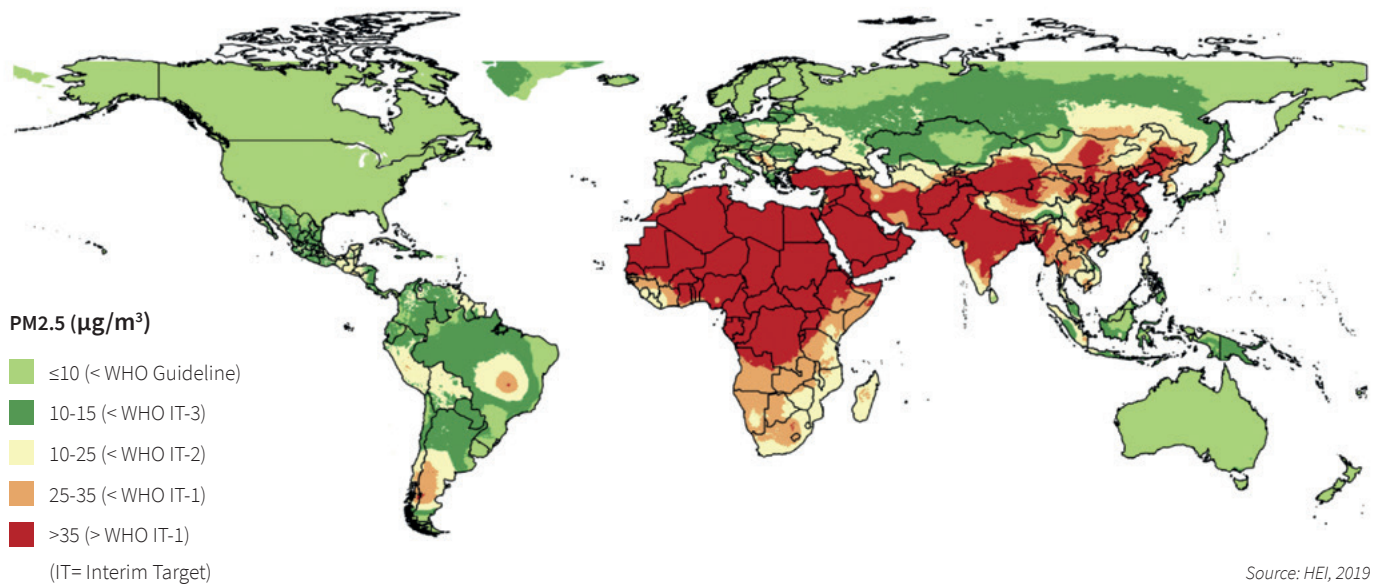 PM2.5 (µg/m³)
≤10 (< WHO Guideline)
10-15 (< WHO IT-3)
10-25 (< WHO IT-2)
25-35 (< WHO IT-1)
>35 (> WHO IT-1)
(IT= Interim Target)
Source: HEI, 2019